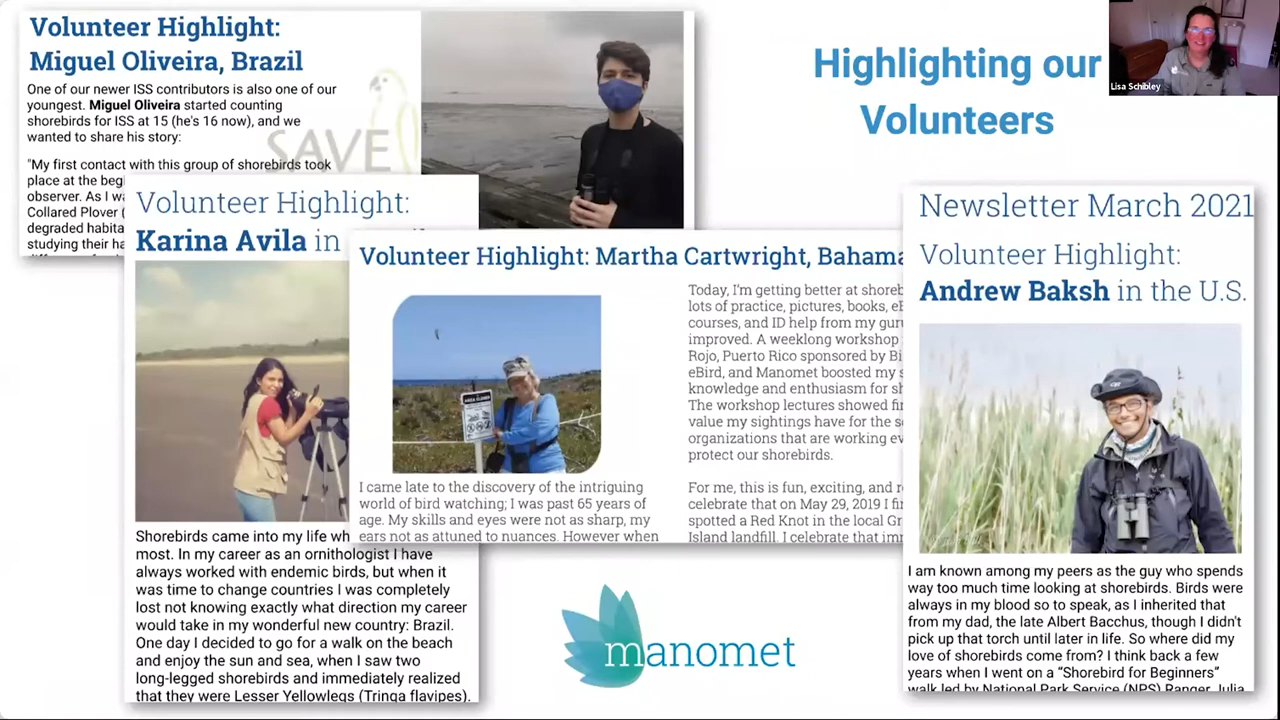 Volunteer Highlight:
Miguel Oliveira, Brazil
One of our newer ISS contributors is also one of our
youngest. Miguel Oliveira started counting
shorebirds for ISS at 15 (he's 16 now), and we
wanted to share his story:
"My first contact with this group of shorebirds took
place at the
observer. As I
Collared Plover
degraded
studying their
SAVE
Highlighting our
Volunteers
Lisa Schibley
Volunteer Highlight:
Karina Avila in
Shorebirds came into my life
most. In my career as an ornithologist I have
always worked with endemic birds, but when it
was time to change countries I was completely
lost not knowing exactly what direction my career
would take in my wonderful new country: Brazil.
One day I decided to go for a walk on the beach
and enjoy the sun and sea, when I saw two
long-legged shorebirds and immediately realized
that they were Lesser Yellowlegs (Tringa flavipes).
Volunteer Highlight: Martha Cartwright, Bahama
AREA CLOSED
I came late to the discovery of the intriguing
world of bird watching; I was past 65 years of
age. My skills and eyes were not as sharp, my
ears not as attuned to nuances. However when
Today, I'm getting better at shoreb
lots of practice, pictures, books, eB
courses, and ID help from my guru
improved. A weeklong workshop
Rojo, Puerto Rico sponsored by Bi
eBird, and Manomet boosted my s
knowledge and enthusiasm for sh
The workshop lectures showed fir
value my sightings have for the sc
organizations that are working ev
protect our shorebirds.
For me, this is fun, exciting, and r
celebrate that on May 29, 2019 I fi
spotted a Red Knot in the local Gr
Island landfill. I celebrate that imm
Newsletter March 2021
Volunteer Highlight:
Andrew Baksh in the U.S.
I am known among my peers as the guy who spends
way too much time looking at shorebirds. Birds were
always in my blood so to speak, as I inherited that
from my dad, the late Albert Bacchus, though I didn't
pick up that torch until later in life. So where did my
love of shorebirds come from? I think back a few
years when I went on a "Shorebird for Beginners"
walk led by National Park Service (NPS) Ranger, Julia
manomet